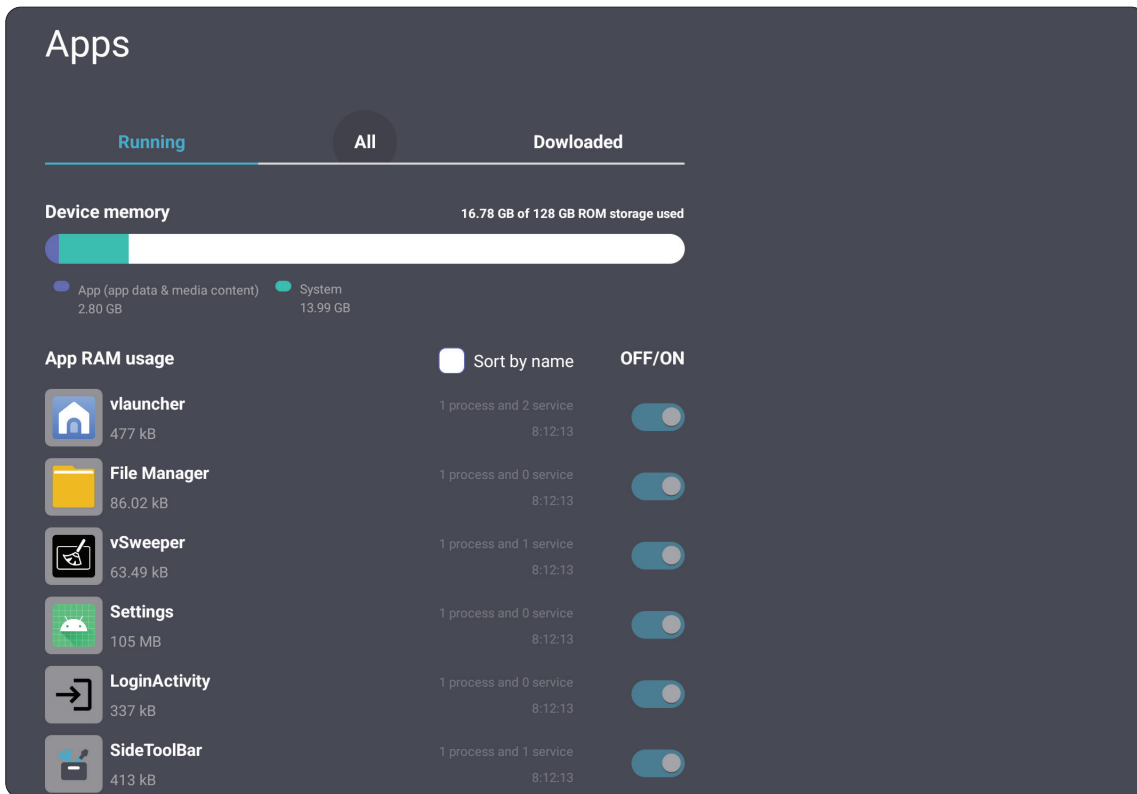 Apps
Running All Dowloaded
Device memory 16.78 GB of 128 GB ROM storage used
App (app data & media content) System
2.80 GB 13.99 GB
App RAM usage Sort by name OFF/ON
vlauncher 1 process and 2 service
477 kB 8:12:13
File Manager 1 process and 0 service
86.02 kB 8:12:13
vSweeper 1 process and 1 service
63.49 kB 8:12:13
Settings 1 process and 0 service
105 MB 8:12:13
LoginActivity 1 process and 0 service
337 kB 8:12:13
SideToolBar 1 process and 1 service
413 kB 8:12:13